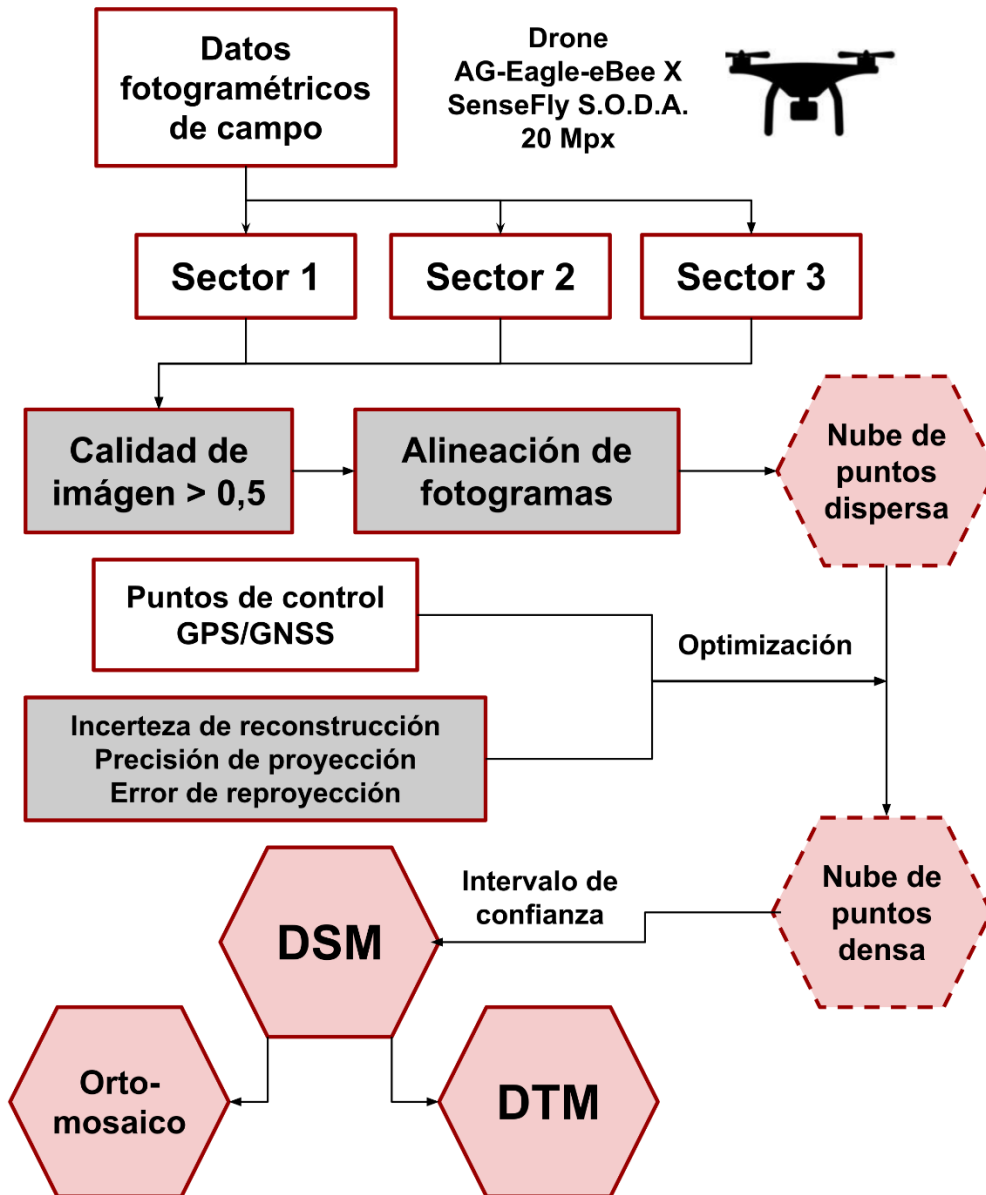 Datos
fotogramétricos
de campo
Drone
AG-Eagle-eBee X
SenseFly S.O.D.A.
20 Mpx
Sector 1
Sector 2
Sector 3
Calidad de
imágen > 0,5
Alineación de
fotogramas
Nube de
puntos
dispersa
Puntos de control
GPS/GNSS
Optimización
Incerteza de reconstrucción
Precisión de proyección
Error de reproyección
Nube de
puntos
densa
Intervalo de
confianza
DSM
Orto-
mosaico
DTM